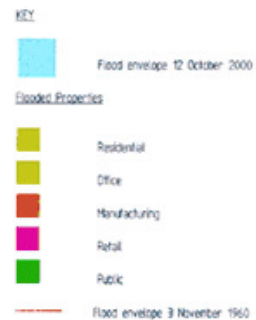 KEY
Flood envelope 12 October 2000
Flooded Properties
Residential
Office
Manufacturing
Retail
Public
Flood envelope 3 November 1960